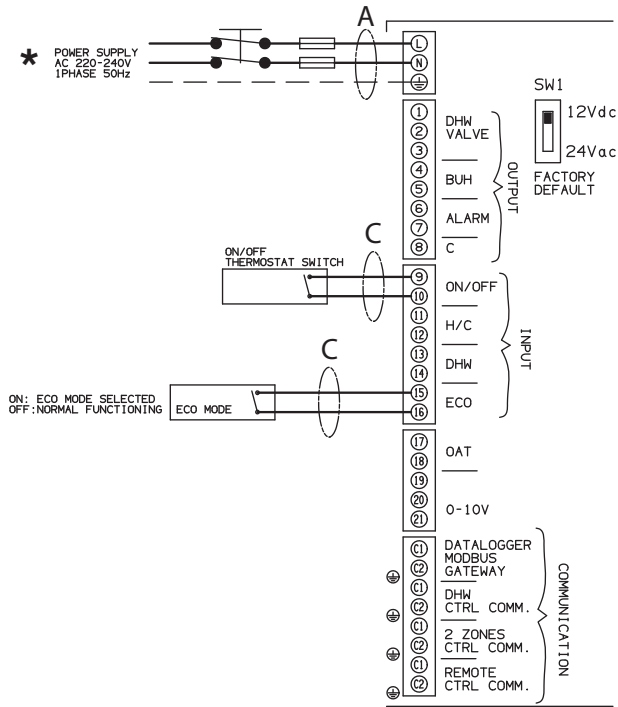 A
L
* POWER SUPPLY
AC 220-240V
1PHASE 50Hz
N
SW1
12Vdc
24Vac
FACTORY
DEFAULT
1
2
3
DHW
VALVE
4
5
BUH
6
7
ALARM
8
C
OUTPUT
ON/OFF
THERMOSTAT SWITCH
C
9
10
ON/OFF
11
12
H/C
13
14
DHW
15
16
ECO
INPUT
C
ON: ECO MODE SELECTED
OFF:NORMAL FUNCTIONING
ECO MODE
17
18
OAT
19
20
21
0-10V
C1
C2
DATALOGGER
MODBUS
GATEWAY
C1
C2
DHW
CTRL COMM.
C1
C2
2 ZONES
CTRL COMM.
C1
C2
REMOTE
CTRL COMM.
COMMUNICATION